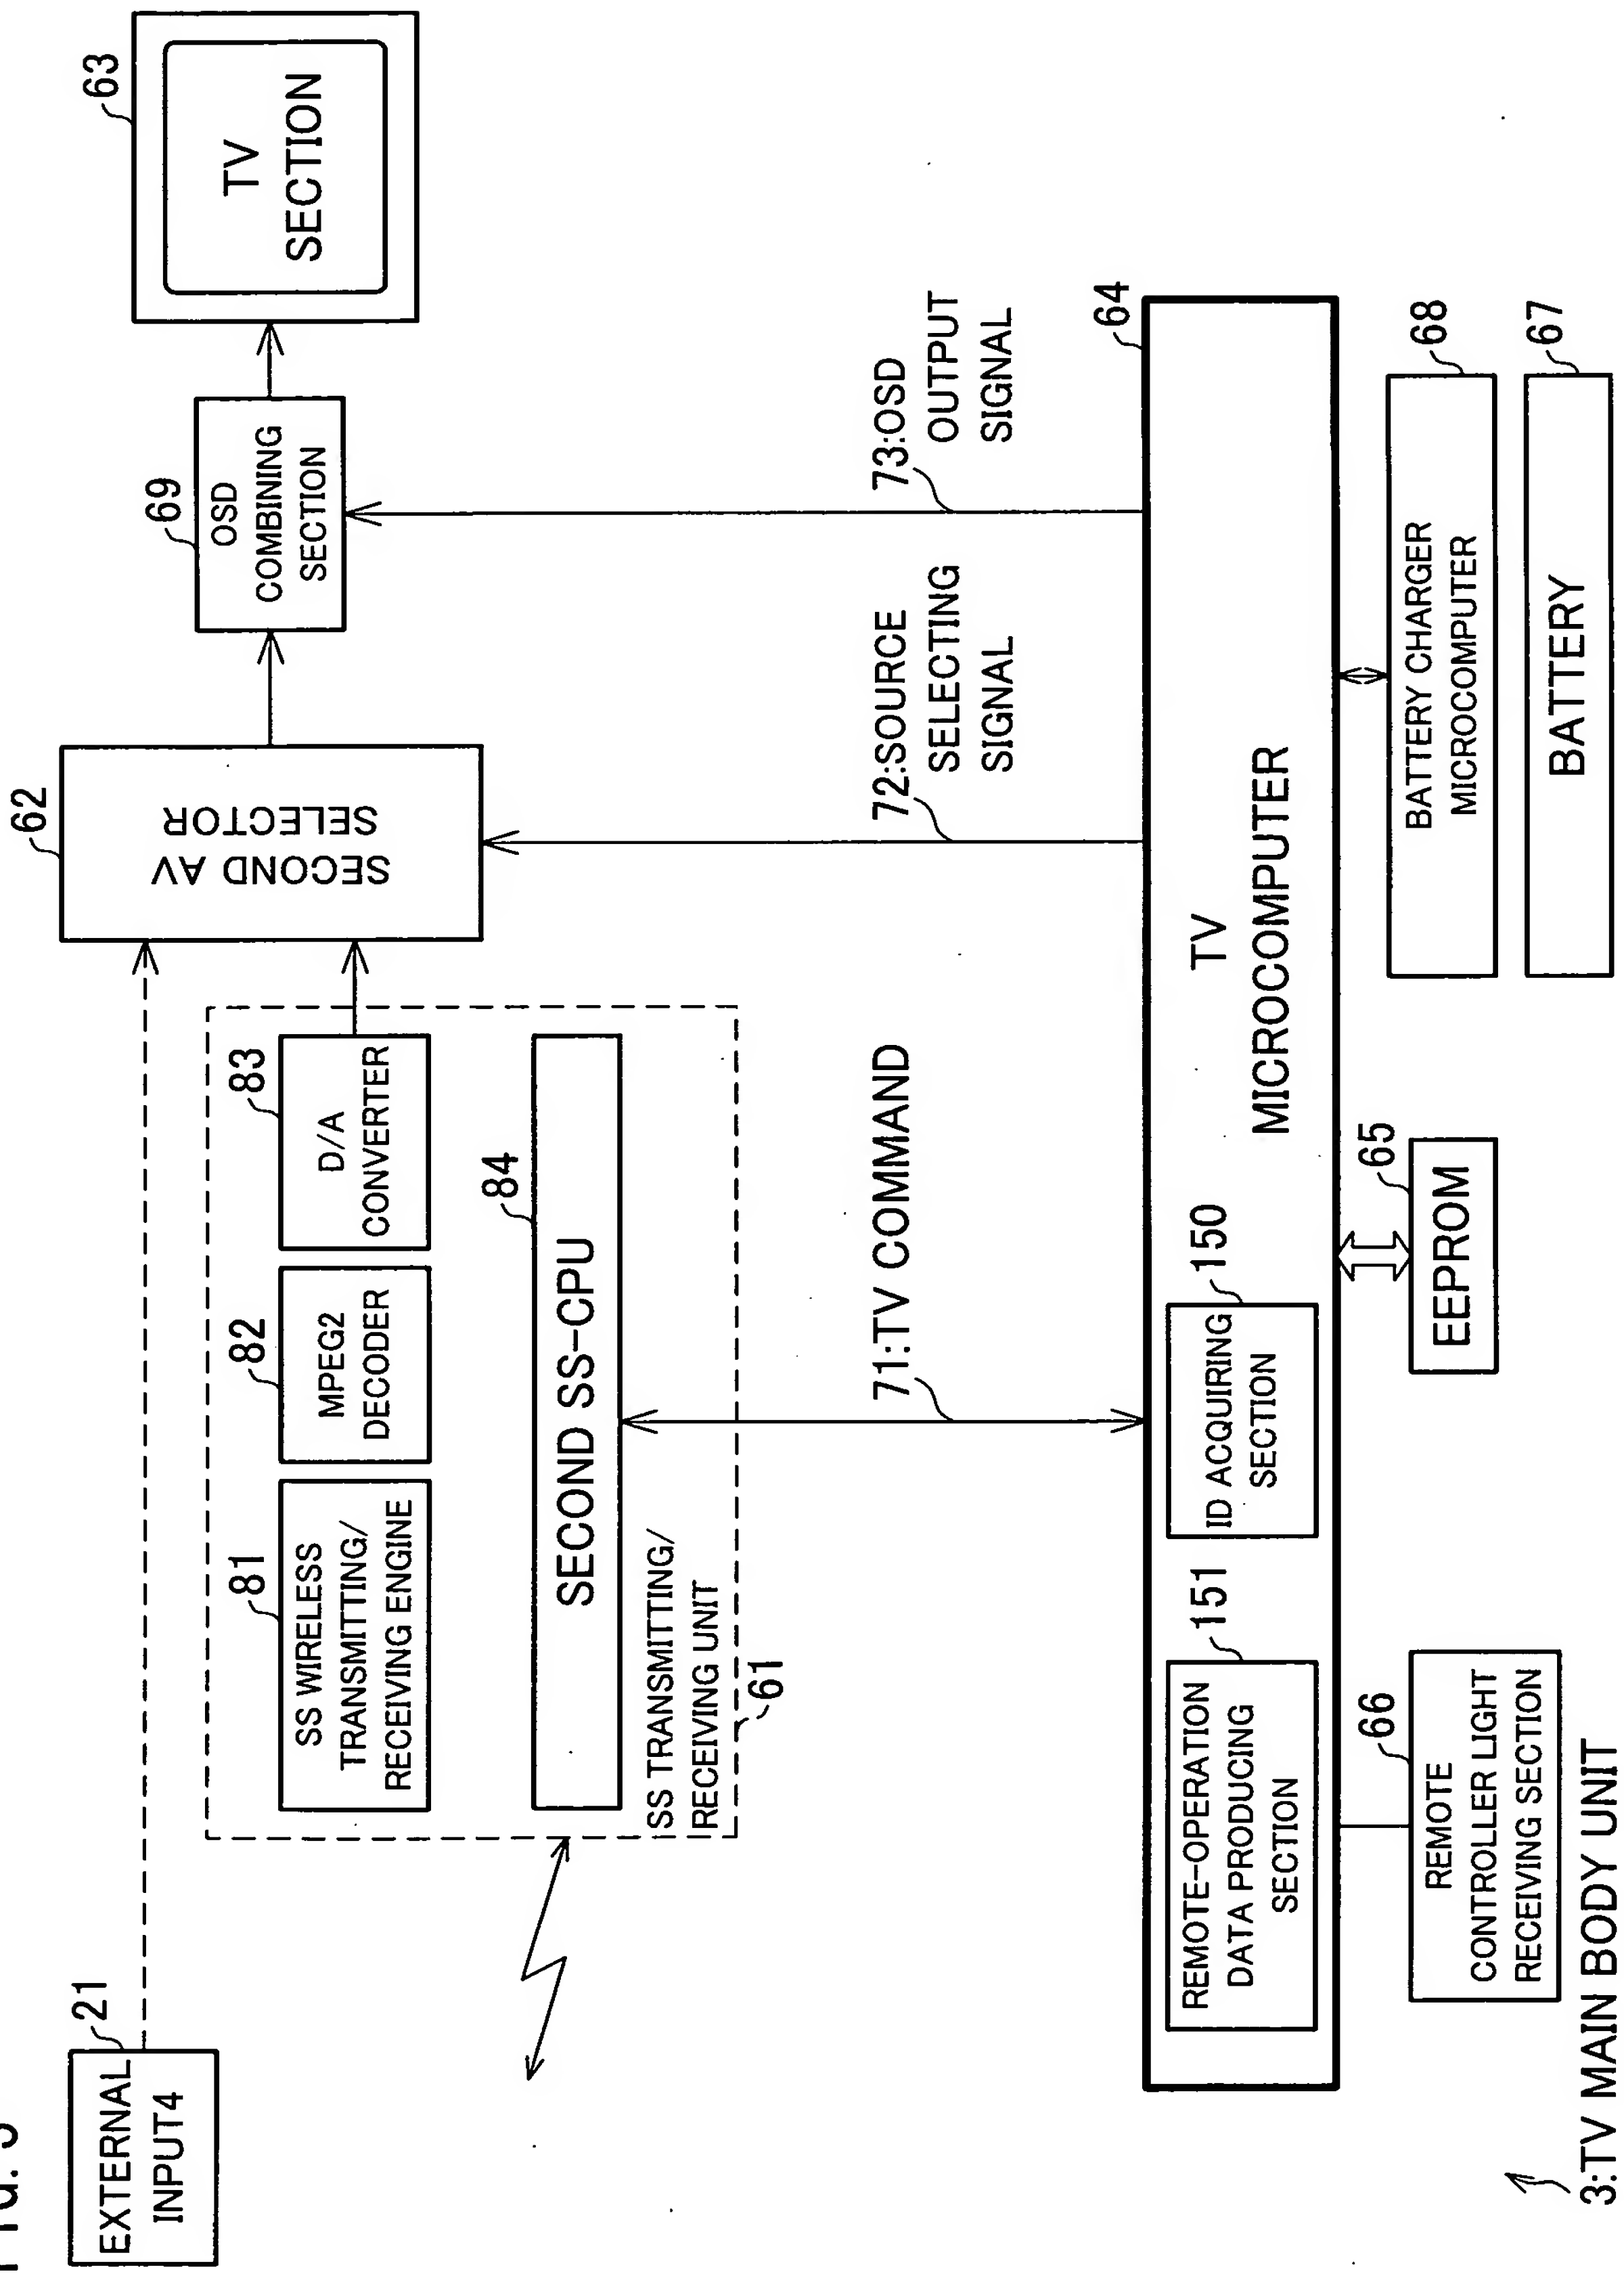 21
EXTERNAL
INPUT4
62
SECOND AV
SELECTOR
69
OSD
COMBINING
SECTION
63
TV
SECTION
81
SS WIRELESS
TRANSMITTING/
RECEIVING ENGINE
82
MPEG2
DECODER
83
D/A
CONVERTER
84
SECOND SS-CPU
SS TRANSMITTING/
RECEIVING UNIT
61
71:TV COMMAND
72:SOURCE
SELECTING
SIGNAL
73:OSD
OUTPUT
SIGNAL
64
TV
MICROCOMPUTER
151
REMOTE-OPERATION
DATA PRODUCING
SECTION
150
ID ACQUIRING
SECTION
66
REMOTE
CONTROLLER LIGHT
RECEIVING SECTION
65
EEPROM
68
BATTERY CHARGER
MICROCOMPUTER
67
BATTERY
3:TV MAIN BODY UNIT